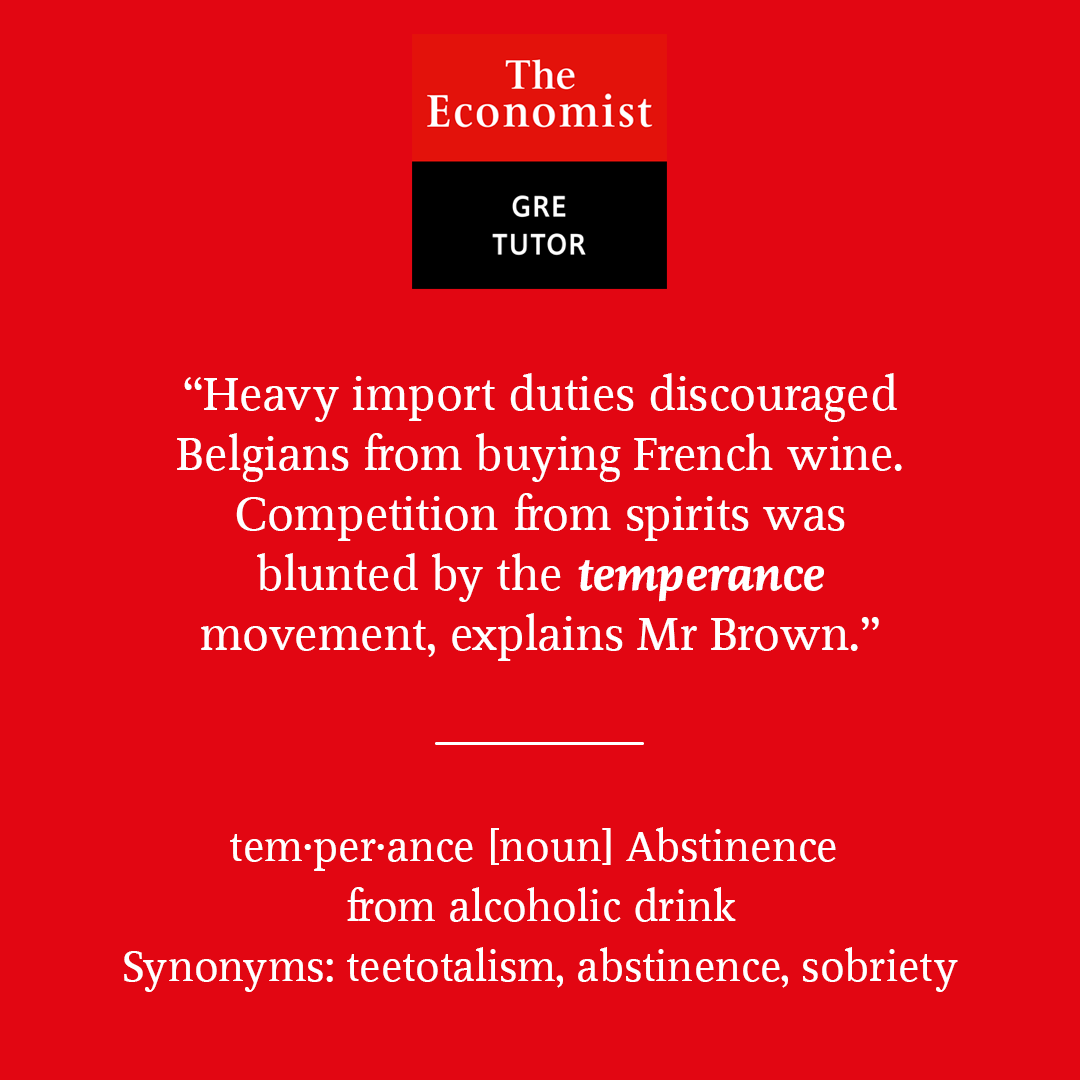 The
Economist
GRE
TUTOR
“Heavy import duties discouraged
Belgians from buying French wine.
Competition from spirits was
blunted by the temperance
movement, explains Mr Brown.”
tem·per·ance [noun] Abstinence
from alcoholic drink
Synonyms: teetotalism, abstinence, sobriety